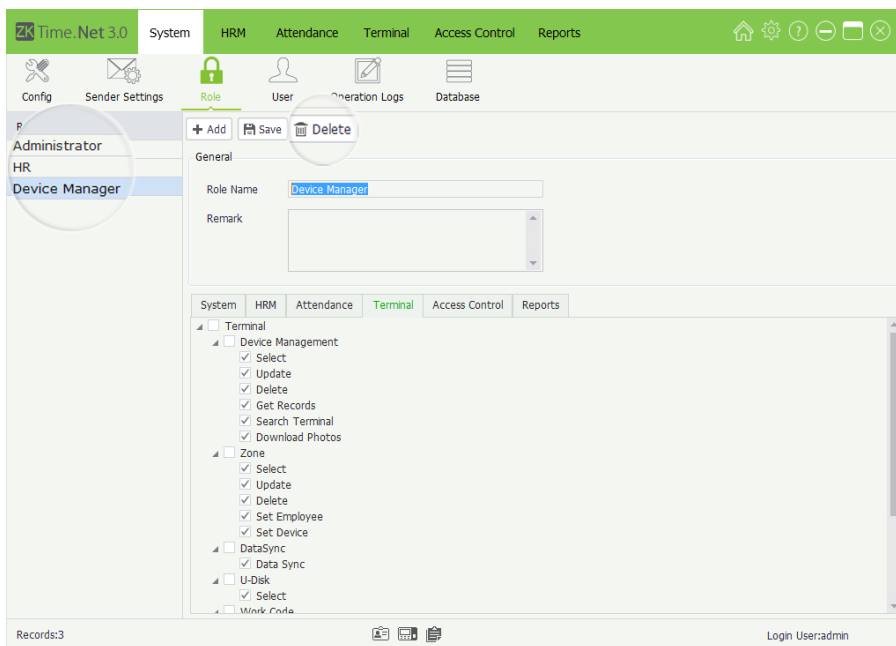 ZK Time.Net 3.0 System HRM Attendance Terminal Access Control Reports
Config Sender Settings Role User Operation Logs Database
Administrator
HR
Device Manager
Add Save Delete
General
Role Name Device Manager
Remark
System HRM Attendance Terminal Access Control Reports
Terminal
Device Management
Select
Update
Delete
Get Records
Search Terminal
Download Photos
Zone
Select
Update
Delete
Set Employee
Set Device
DataSync
Data Sync
U-Disk
Select
Work Code
Records:3 Login User:admin